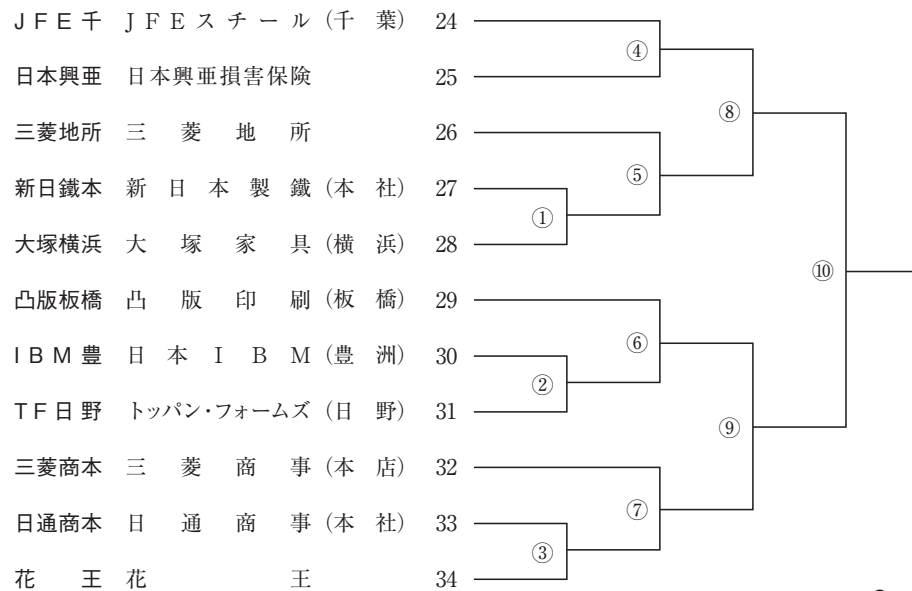 JFE千 JFEスチール(千葉) 24
④
日本興亜 日本興亜損害保険 25
⑧
三菱地所 三菱地所 26
⑤
新日鐵本 新日本製鐵(本社) 27
①
大塚横浜 大塚家具(横浜) 28
⑩
凸版板橋 凸版印刷(板橋) 29
⑥
IBM豊 日本IBM(豊洲) 30
②
TF日野 トッパン・フォームズ(日野) 31
⑨
三菱商本 三菱商事(本店) 32
⑦
日通商本 日通商事(本社) 33
③
花王 花王 34